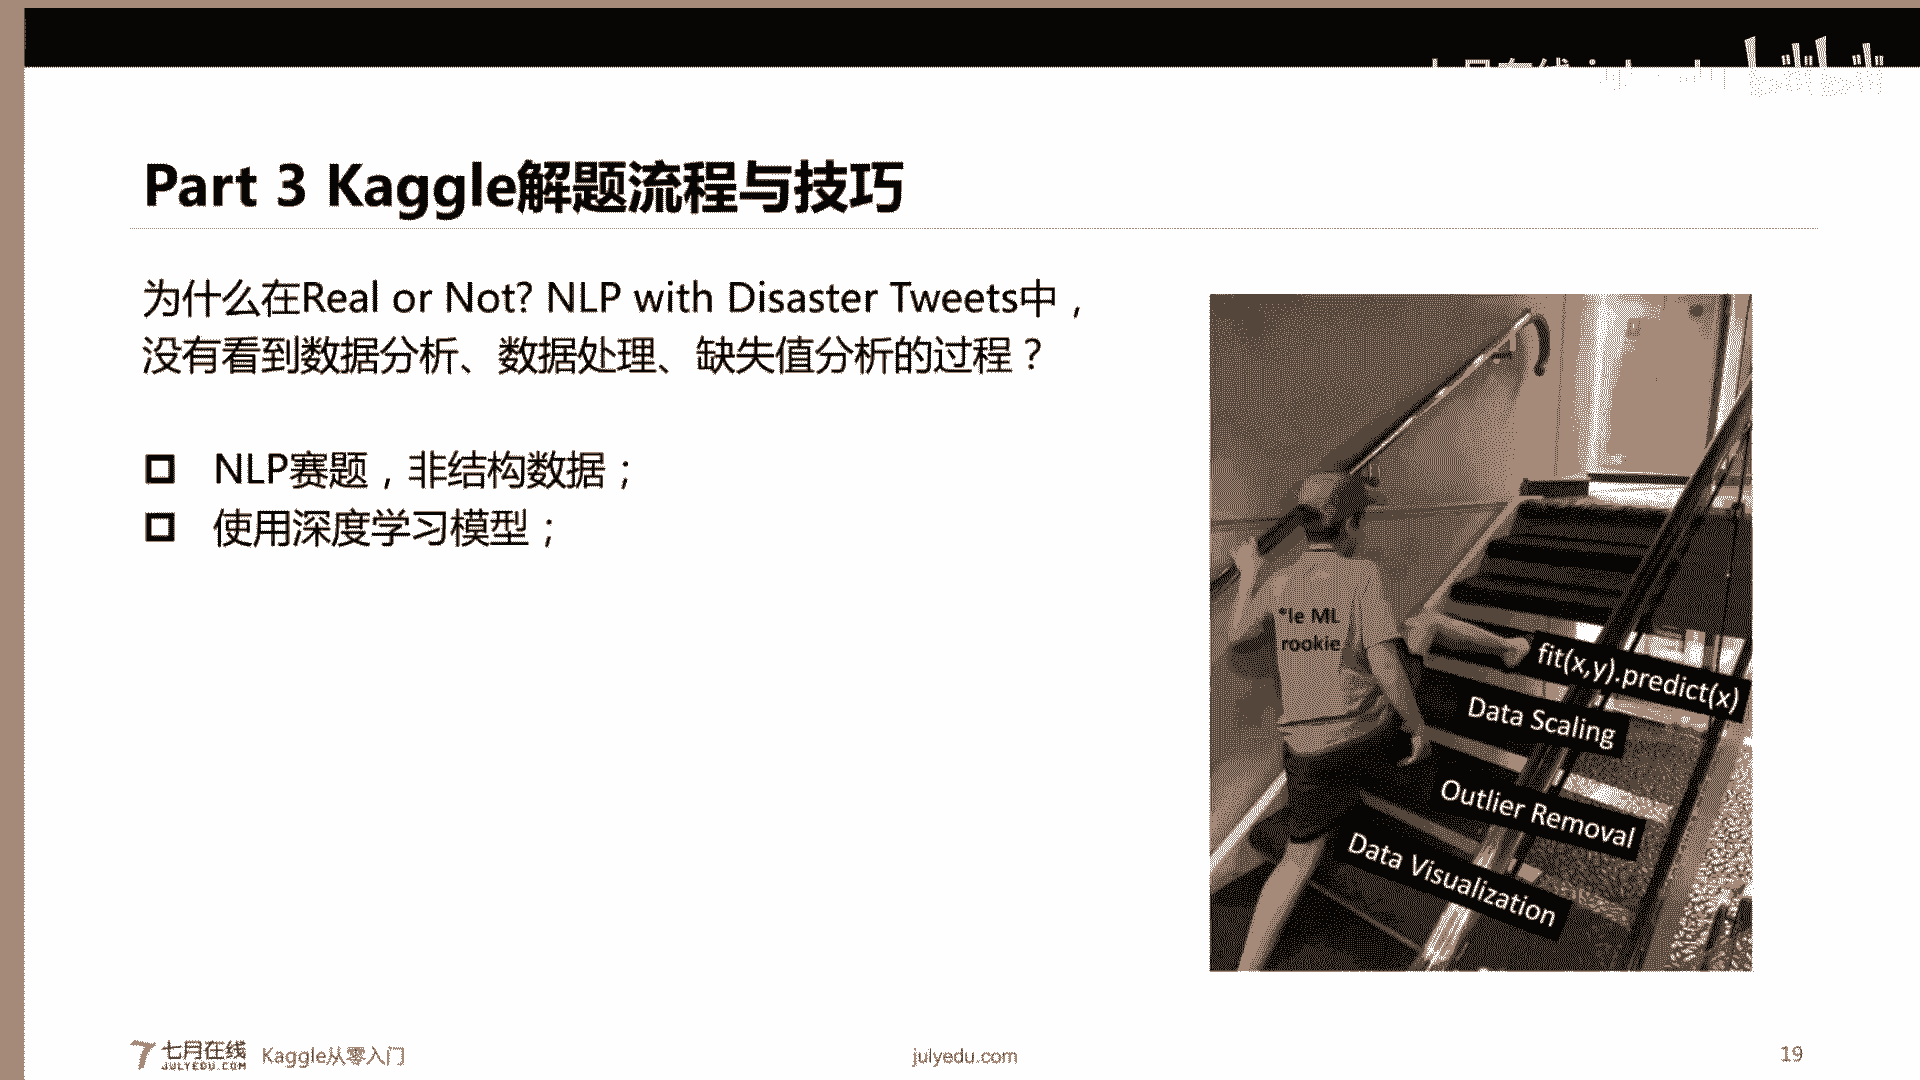 Part 3 Kaggle解题流程与技巧
为什么在Real or Not? NLP with Disaster Tweets中，
没有看到数据分析、数据处理、缺失值分析的过程？
NLP赛题，非结构数据；
使用深度学习模型；
*le ML
rookie
fit(x,y).predict(x)
Data Scaling
Outlier Removal
Data Visualization
七月在线
JULYEDU.COM
Kaggle从零入门
julyedu.com
19